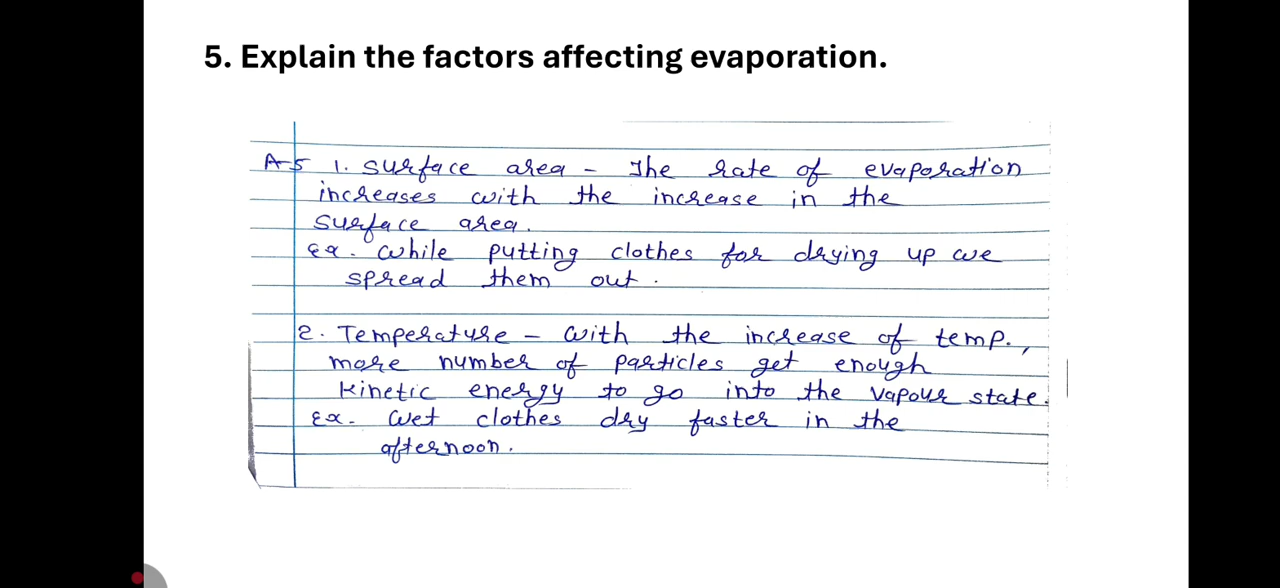 5. Explain the factors affecting evaporation.
A-5 1. Surface area - The rate of evaporation
increases with the increase in the
surface area.
Ex. While putting clothes for drying up we
spread them out.
2. Temperature - With the increase of temp.,
more number of particles get enough
kinetic energy to go into the vapour state.
Ex. Wet clothes dry faster in the
afternoon.